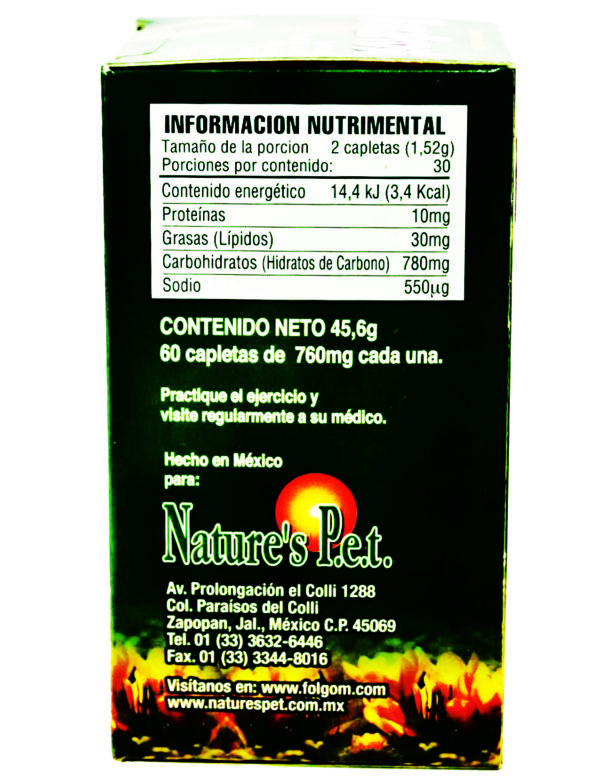 INFORMACION NUTRIMENTAL
Tamaño de la porcion 2 capletas (1,52g)
Porciones por contenido: 30
Contenido energético 14,4 kJ (3,4 Kcal)
Proteínas 10mg
Grasas (Lípidos) 30mg
Carbohidratos (Hidratos de Carbono) 780mg
Sodio 550µg
CONTENIDO NETO 45,6g
60 capletas de 760mg cada una.
Practique el ejercicio y
visite regularmente a su médico.
Hecho en México
para:
Nature's P.e.t.
Av. Prolongación el Colli 1288
Col. Paraísos del Colli
Zapopan, Jal., México C.P. 45069
Tel. 01 (33) 3632-6446
Fax. 01 (33) 3344-8016
Visítanos en: www.folgom.com
www.naturespet.com.mx